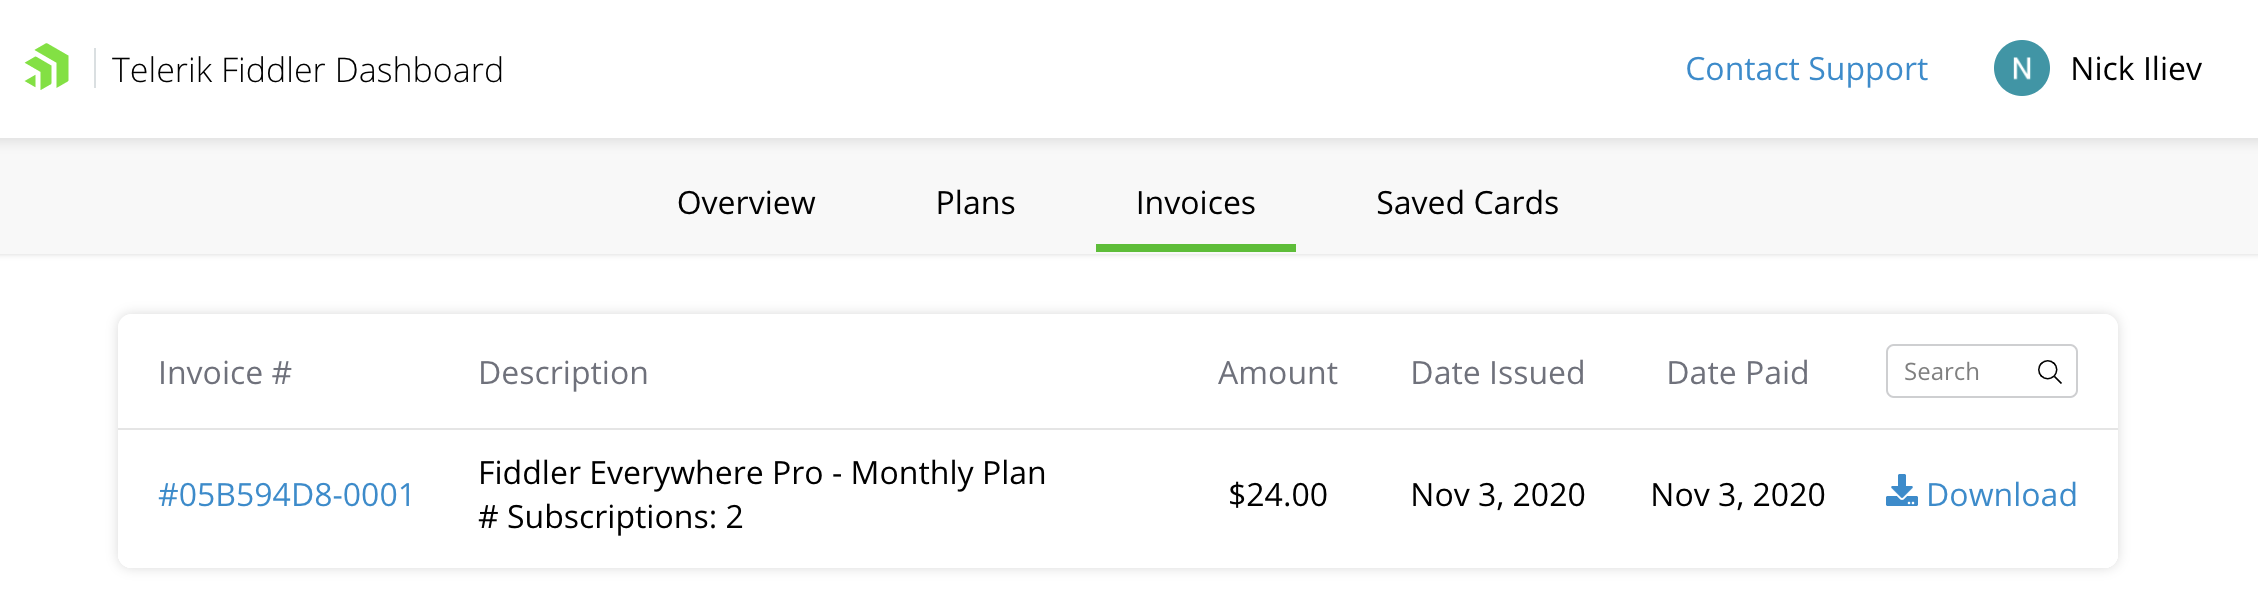 Telerik Fiddler Dashboard
Contact Support
N
Nick Iliev
Overview
Plans
Invoices
Saved Cards
Invoice #
Description
Amount
Date Issued
Date Paid
Search
#05B594D8-0001
Fiddler Everywhere Pro - Monthly Plan
# Subscriptions: 2
$24.00
Nov 3, 2020
Nov 3, 2020
Download